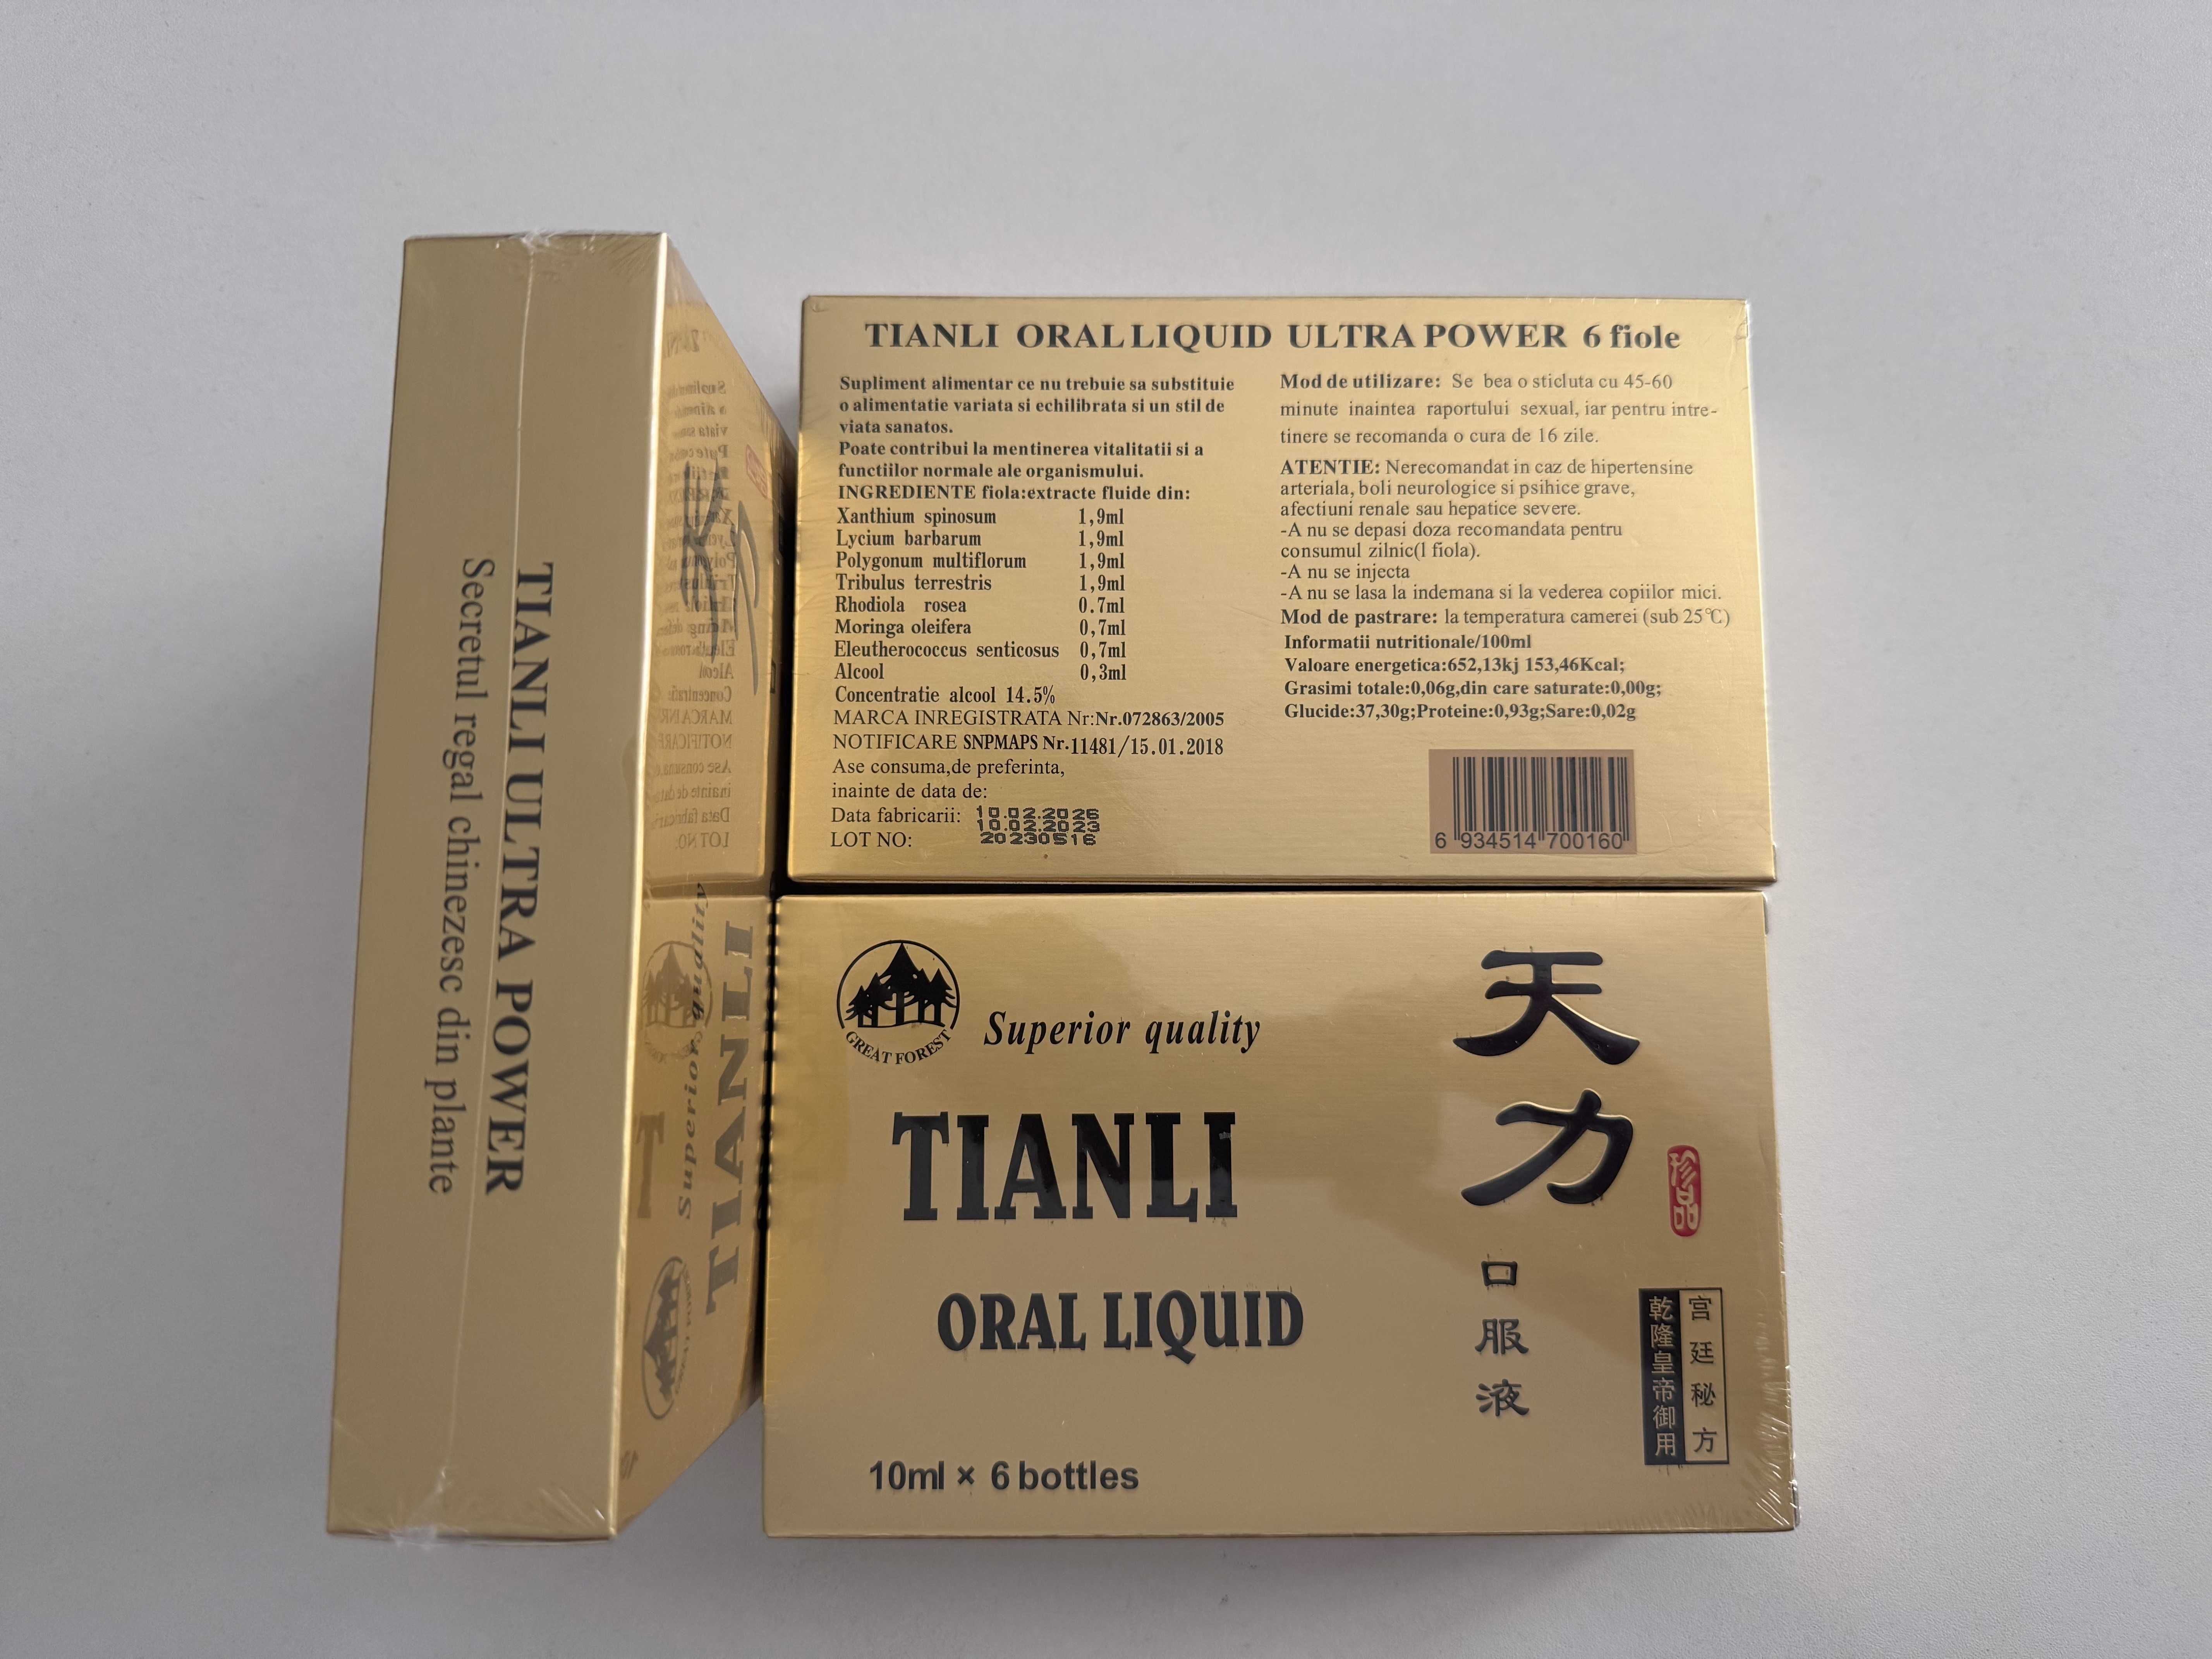 TIANLI ULTRA POWER
Secretul regal chinezesc din plante
TIANLI ORAL LIQUID ULTRA POWER 6 fiole
Supliment alimentar ce nu trebuie sa substituie
o alimentatie variata si echilibrata si un stil de
viata sanatos.
Poate contribui la mentinerea vitalitatii si a
functiilor normale ale organismului.
INGREDIENTE fiola:extracte fluide din:
Xanthium spinosum 1,9ml
Lycium barbarum 1,9ml
Polygonum multiflorum 1,9ml
Tribulus terrestris 1,9ml
Rhodiola rosea 0.7ml
Moringa oleifera 0,7ml
Eleutherococcus senticosus 0,7ml
Alcool 0,3ml
Concentratie alcool 14.5%
MARCA INREGISTRATA Nr:Nr.072863/2005
NOTIFICARE SNPMAPS Nr.11481/15.01.2018
Ase consuma,de preferinta,
inainte de data de: 10.02.2026
Data fabricarii: 10.02.2023
LOT NO: 20230516
Mod de utilizare: Se bea o sticluta cu 45-60
minute inaintea raportului sexual, iar pentru intre-
tinere se recomanda o cura de 16 zile.
ATENTIE: Nerecomandat in caz de hipertensine
arteriala, boli neurologice si psihice grave,
afectiuni renale sau hepatice severe.
-A nu se depasi doza recomandata pentru
consumul zilnic(l fiola).
-A nu se injecta
-A nu se lasa la indemana si la vederea copiilor mici.
Mod de pastrare: la temperatura camerei (sub 25℃)
Informatii nutritionale/100ml
Valoare energetica:652,13kj 153,46Kcal;
Grasimi totale:0,06g,din care saturate:0,00g;
Glucide:37,30g;Proteine:0,93g;Sare:0,02g
6 934514 700160
GREAT FOREST
Superior quality
TIANLI
ORAL LIQUID
10ml × 6 bottles
天力
口服液
珍品
宫廷秘方
乾隆皇帝御用